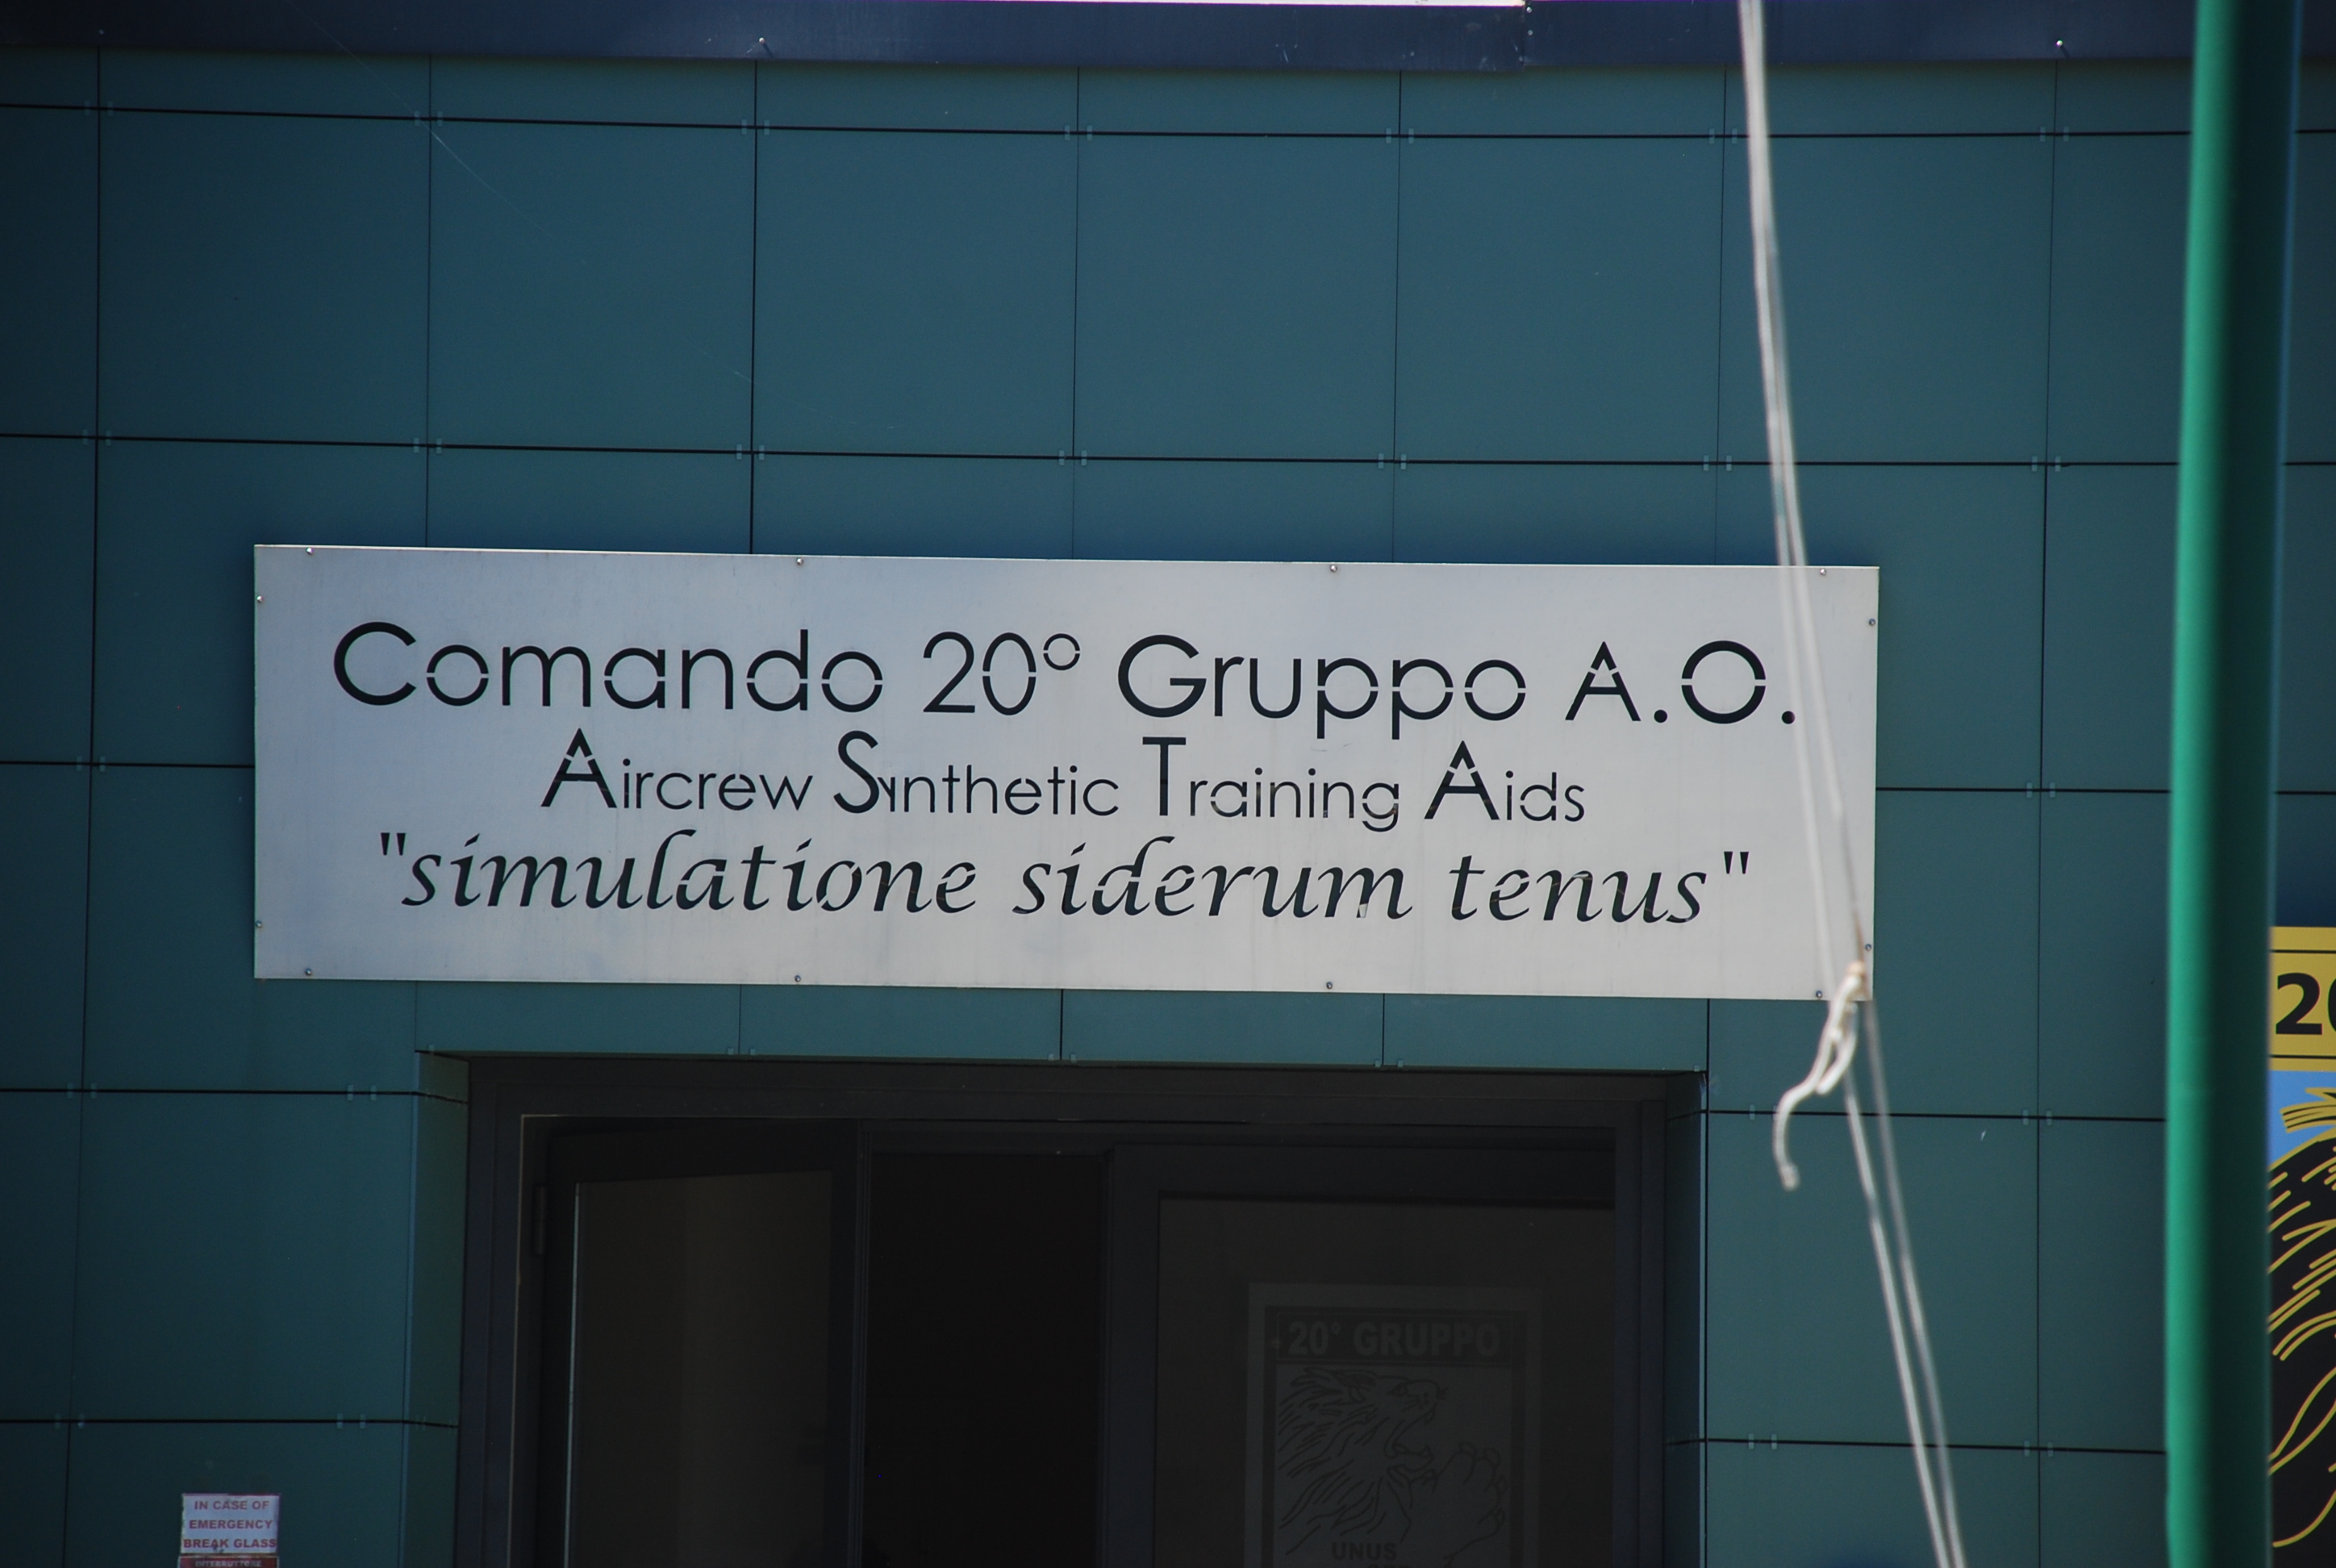 Comando 20° Gruppo A.O.
Aircrew Synthetic Training Aids
"simulatione siderum tenus"
20
20° GRUPPO
UNUS
IN CASE OF
EMERGENCY
BREAK GLASS
INTERRUTTORE